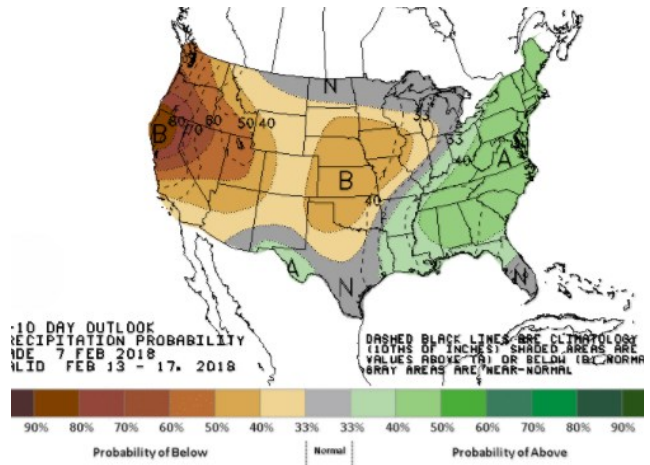 N
80
70
50
40
33
B
33
40
A
B
40
A
N
N
-10 DAY OUTLOOK
RECIPITATION PROBABILITY
ADE 7 FEB 2018
ALID FEB 13 - 17, 2018
DASHED BLACK LINES ARE CLIMATOLOGY
(10THS OF INCHES) SHADED AREAS ARE
VALUES ABOVE (A) OR BELOW (B) NORMA
GRAY AREAS ARE NEAR-NORMAL
90% 80% 70% 60% 50% 40% 33% 33% 40% 50% 60% 70% 80% 90%
Probability of Below Normal Probability of Above